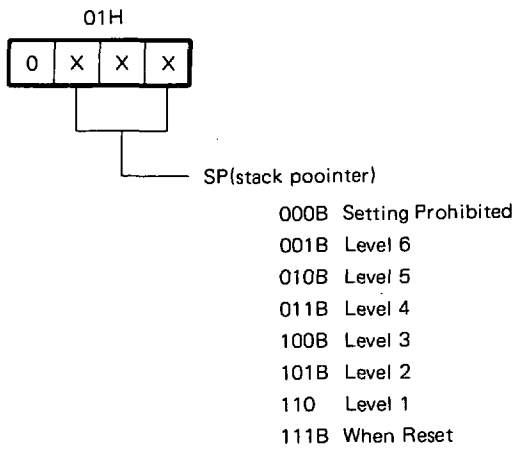 01H
0 X X X
SP(stack poointer)
000B Setting Prohibited
001B Level 6
010B Level 5
011B Level 4
100B Level 3
101B Level 2
110 Level 1
111B When Reset